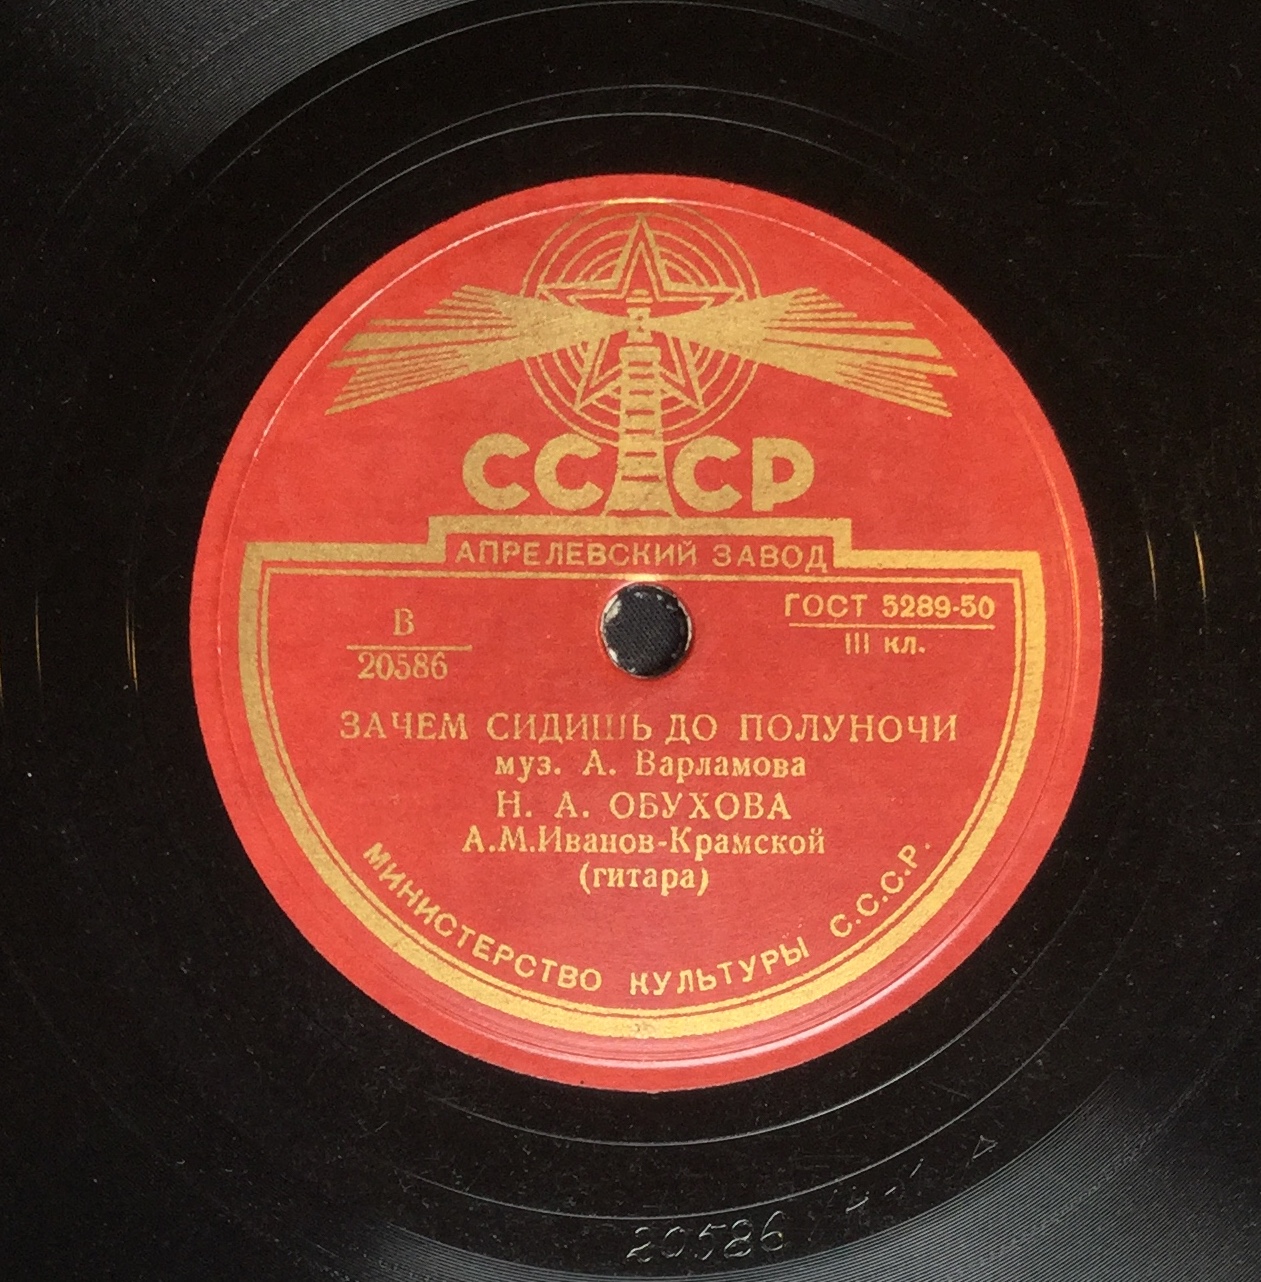 СССР
АПРЕЛЕВСКИЙ ЗАВОД
В
20586
ГОСТ 5289-50
III кл.
ЗАЧЕМ СИДИШЬ ДО ПОЛУНОЧИ
муз. А. Варламова
Н. А. ОБУХОВА
А.М.Иванов-Крамской
(гитара)
МИНИСТЕРСТВО КУЛЬТУРЫ С.С.С.Р.
20586